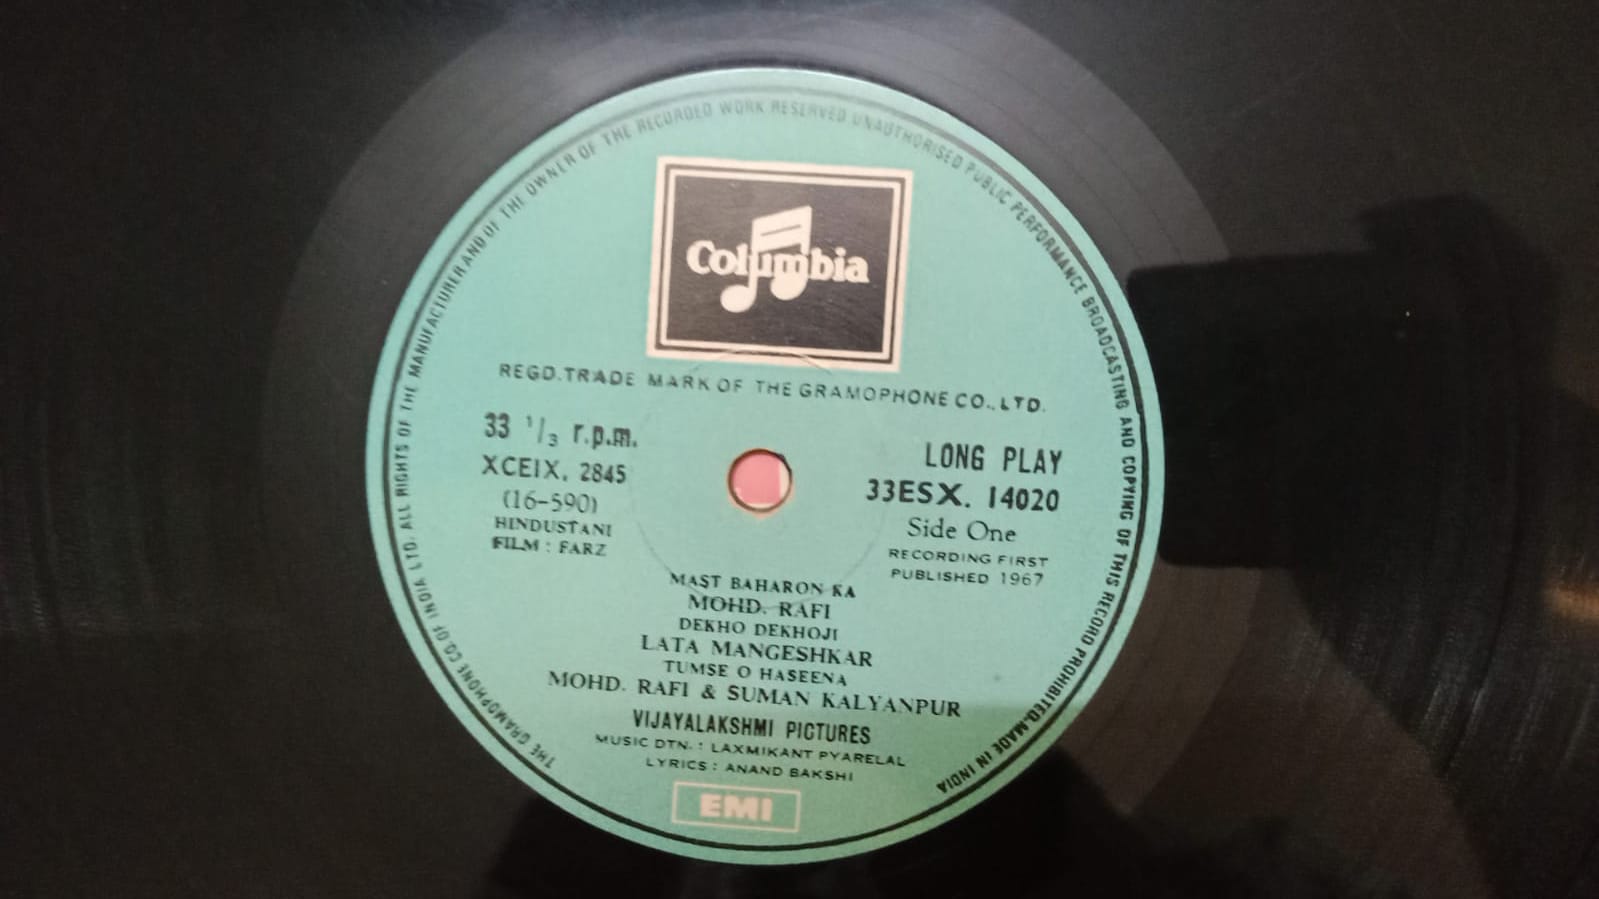 THE GRAMOPHONE CO. OF INDIA LTD. ALL RIGHTS OF THE MANUFACTURER AND OF THE OWNER OF THE RECORDED WORK RESERVED UNAUTHORISED PUBLIC PERFORMANCE BROADCASTING AND COPYING OF THIS RECORD PROHIBITED. MADE IN INDIA
Columbia
REGD. TRADE MARK OF THE GRAMOPHONE CO., LTD.
33 1/3 r.p.m.
XCEIX. 2845
(16-590)
HINDUSTANI
FILM : FARZ
LONG PLAY
33ESX. 14020
Side One
RECORDING FIRST
PUBLISHED 1967
MAST BAHARON KA
MOHD. RAFI
DEKHO DEKHOJI
LATA MANGESHKAR
TUMSE O HASEENA
MOHD. RAFI & SUMAN KALYANPUR
VIJAYALAKSHMI PICTURES
MUSIC DTN. : LAXMIKANT PYARELAL
LYRICS : ANAND BAKSHI
EMI